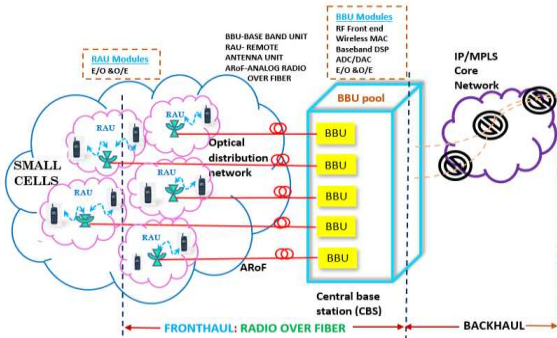 BBU-BASE BAND UNIT
RAU- REMOTE
ANTENNA UNIT
ARoF-ANALOG RADIO
OVER FIBER
BBU Modules
RF Front end
Wireless MAC
Baseband DSP
ADC/DAC
E/O &O/E
RAU Modules
E/O &O/E
IP/MPLS
Core
Network
BBU pool
SMALL
CELLS
RAU
RAU
RAU
RAU
RAU
Optical
distribution
network
ARoF
BBU
BBU
BBU
BBU
BBU
Central base
station (CBS)
FRONTHAUL: RADIO OVER FIBER
BACKHAUL